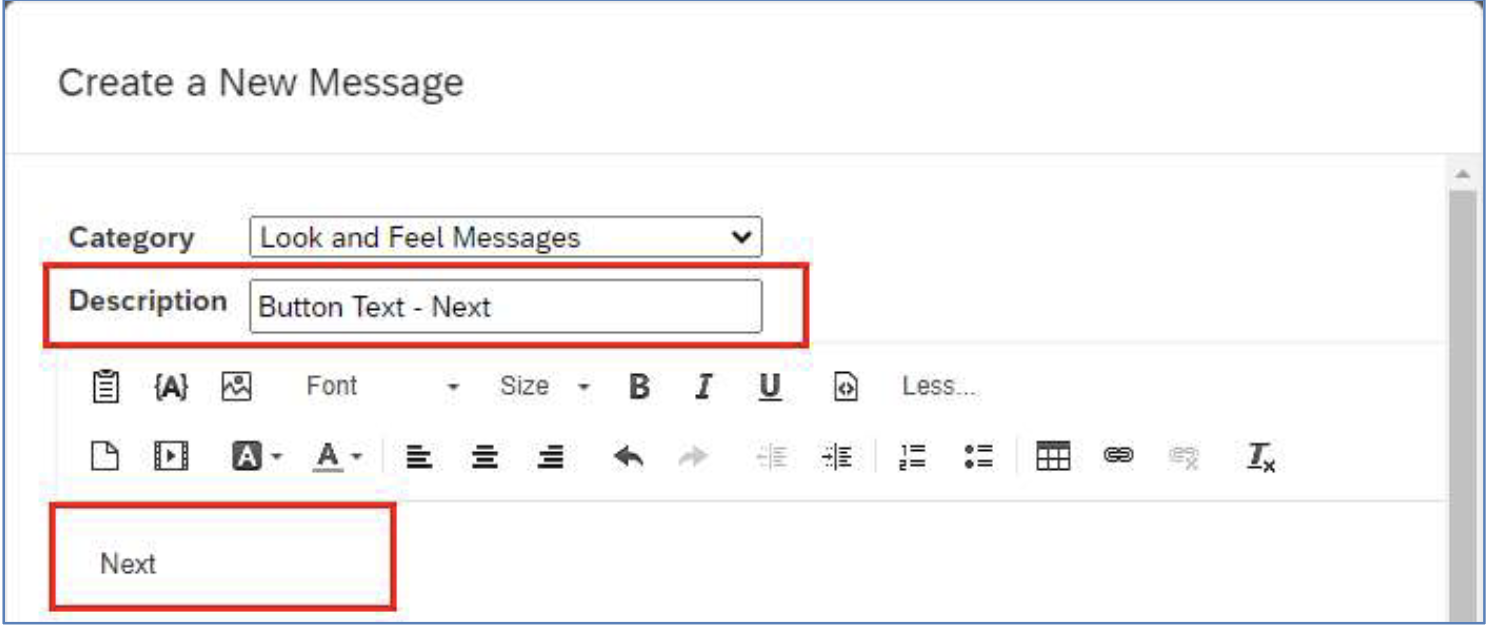 Create a New Message
Category Look and Feel Messages
Description Button Text - Next
{A} Font Size B I U Less...
A A
Next